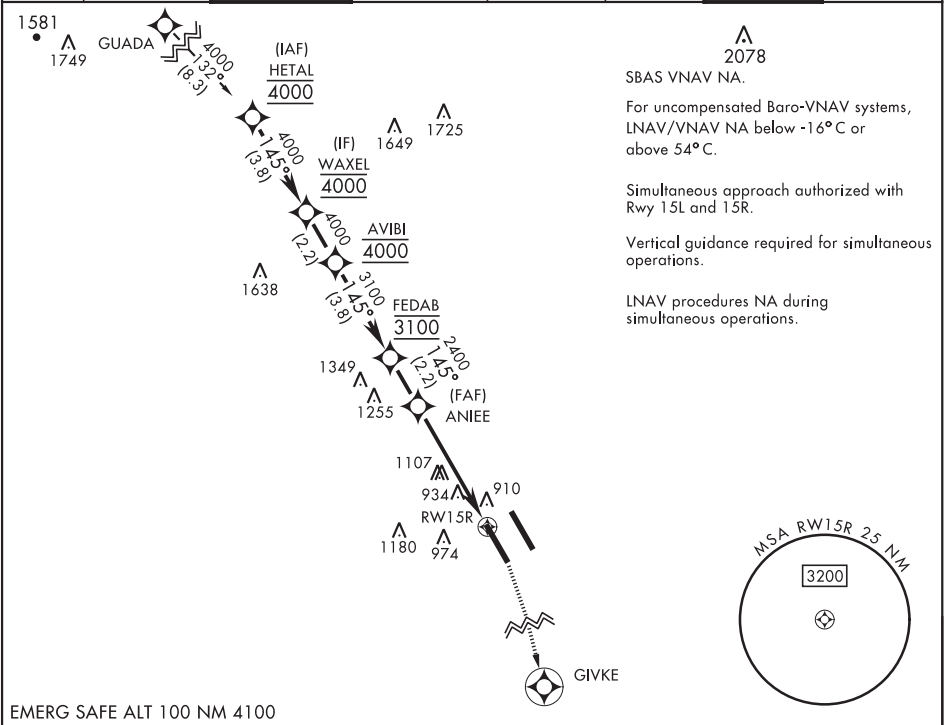 1581
1749
GUADA
4000
132°
(8.3)
(IAF)
HETAL
4000
4000
145°
(3.8)
1649
1725
(IF)
WAXEL
4000
4000
(2.2)
AVIBI
4000
1638
3100
145°
(3.8)
FEDAB
3100
2400
145°
(2.2)
1349
1255
(FAF)
ANIEE
1107
934
910
RW15R
1180
974
GIVKE
2078
SBAS VNAV NA.
For uncompensated Baro-VNAV systems,
LNAV/VNAV NA below -16°C or
above 54°C.
Simultaneous approach authorized with
Rwy 15L and 15R.
Vertical guidance required for simultaneous
operations.
LNAV procedures NA during
simultaneous operations.
MSA RW15R 25 NM
3200
EMERG SAFE ALT 100 NM 4100